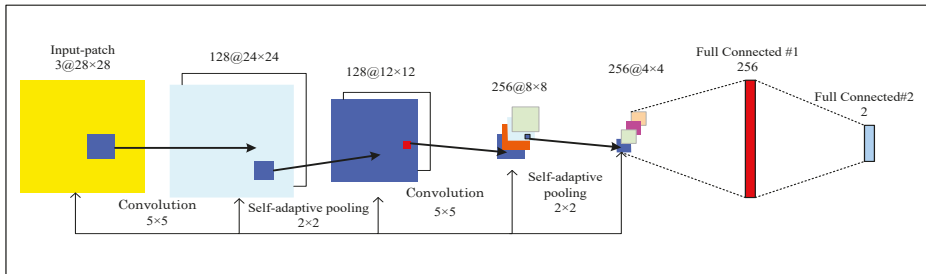 Input-patch
3@28×28
128@24×24
128@12×12
256@8×8
256@4×4
Full Connected #1
256
Full Connected#2
2
Convolution
5×5
Self-adaptive pooling
2×2
Convolution
5×5
Self-adaptive
pooling
2×2